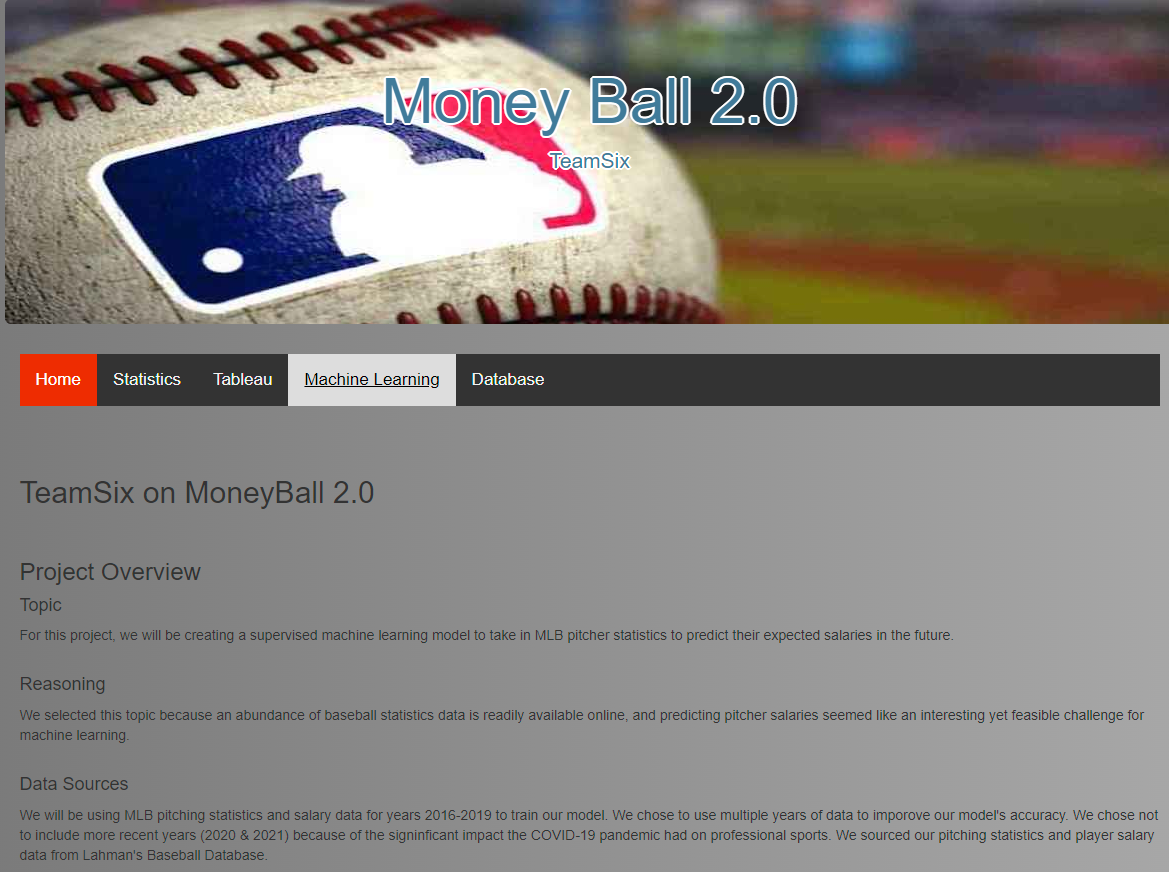 Money Ball 2.0
TeamSix
Home Statistics Tableau Machine Learning Database
TeamSix on MoneyBall 2.0
Project Overview
Topic
For this project, we will be creating a supervised machine learning model to take in MLB pitcher statistics to predict their expected salaries in the future.
Reasoning
We selected this topic because an abundance of baseball statistics data is readily available online, and predicting pitcher salaries seemed like an interesting yet feasible challenge for
machine learning.
Data Sources
We will be using MLB pitching statistics and salary data for years 2016-2019 to train our model. We chose to use multiple years of data to imporove our model's accuracy. We chose not
to include more recent years (2020 & 2021) because of the signinficant impact the COVID-19 pandemic had on professional sports. We sourced our pitching statistics and player salary
data from Lahman's Baseball Database.